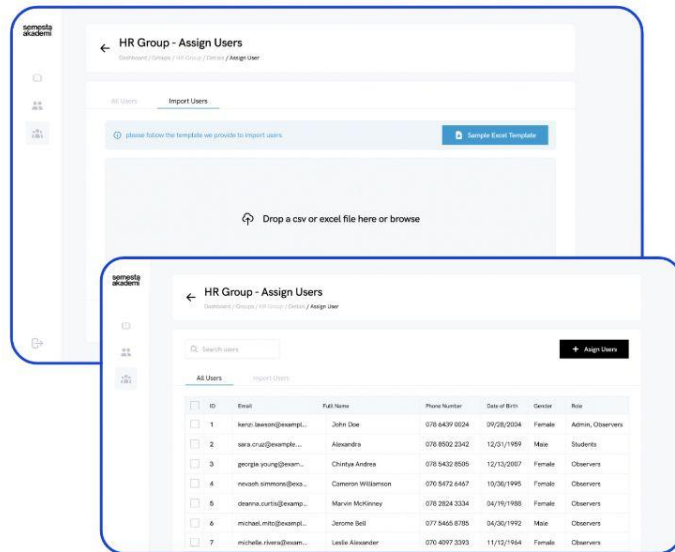 semesta
akademi
HR Group - Assign Users
Dashboard / Groups / HR Group / Details / Assign User
All Users Import Users
please follow the template we provide to import users
Sample Excel Template
Drop a csv or excel file here or browse
semesta
akademi
HR Group - Assign Users
Dashboard / Groups / HR Group / Details / Assign User
Search users
+ Asign Users
All Users Import Users
ID Email Full Name Phone Number Date of Birth Gender Role
1 kenzi.lawson@exampl... John Doe 078 6439 0024 09/28/2004 Female Admin, Observers
2 sara.cruz@example.... Alexandra 078 8502 2342 12/31/1959 Male Students
3 georgia.young@exam... Chintya Andrea 078 5432 8505 12/13/2007 Female Observers
4 nevaeh.simmons@exa... Cameron Williamson 070 5472 6467 10/30/1995 Female Observers
5 deanna.curtis@examp... Marvin McKinney 078 2824 3334 04/19/1988 Female Observers
6 michael.mitc@exampl... Jerome Bell 077 5465 8785 04/30/1992 Male Observers
7 michelle.rivera@exam... Leslie Alexander 070 4097 3393 11/12/1964 Female Observers